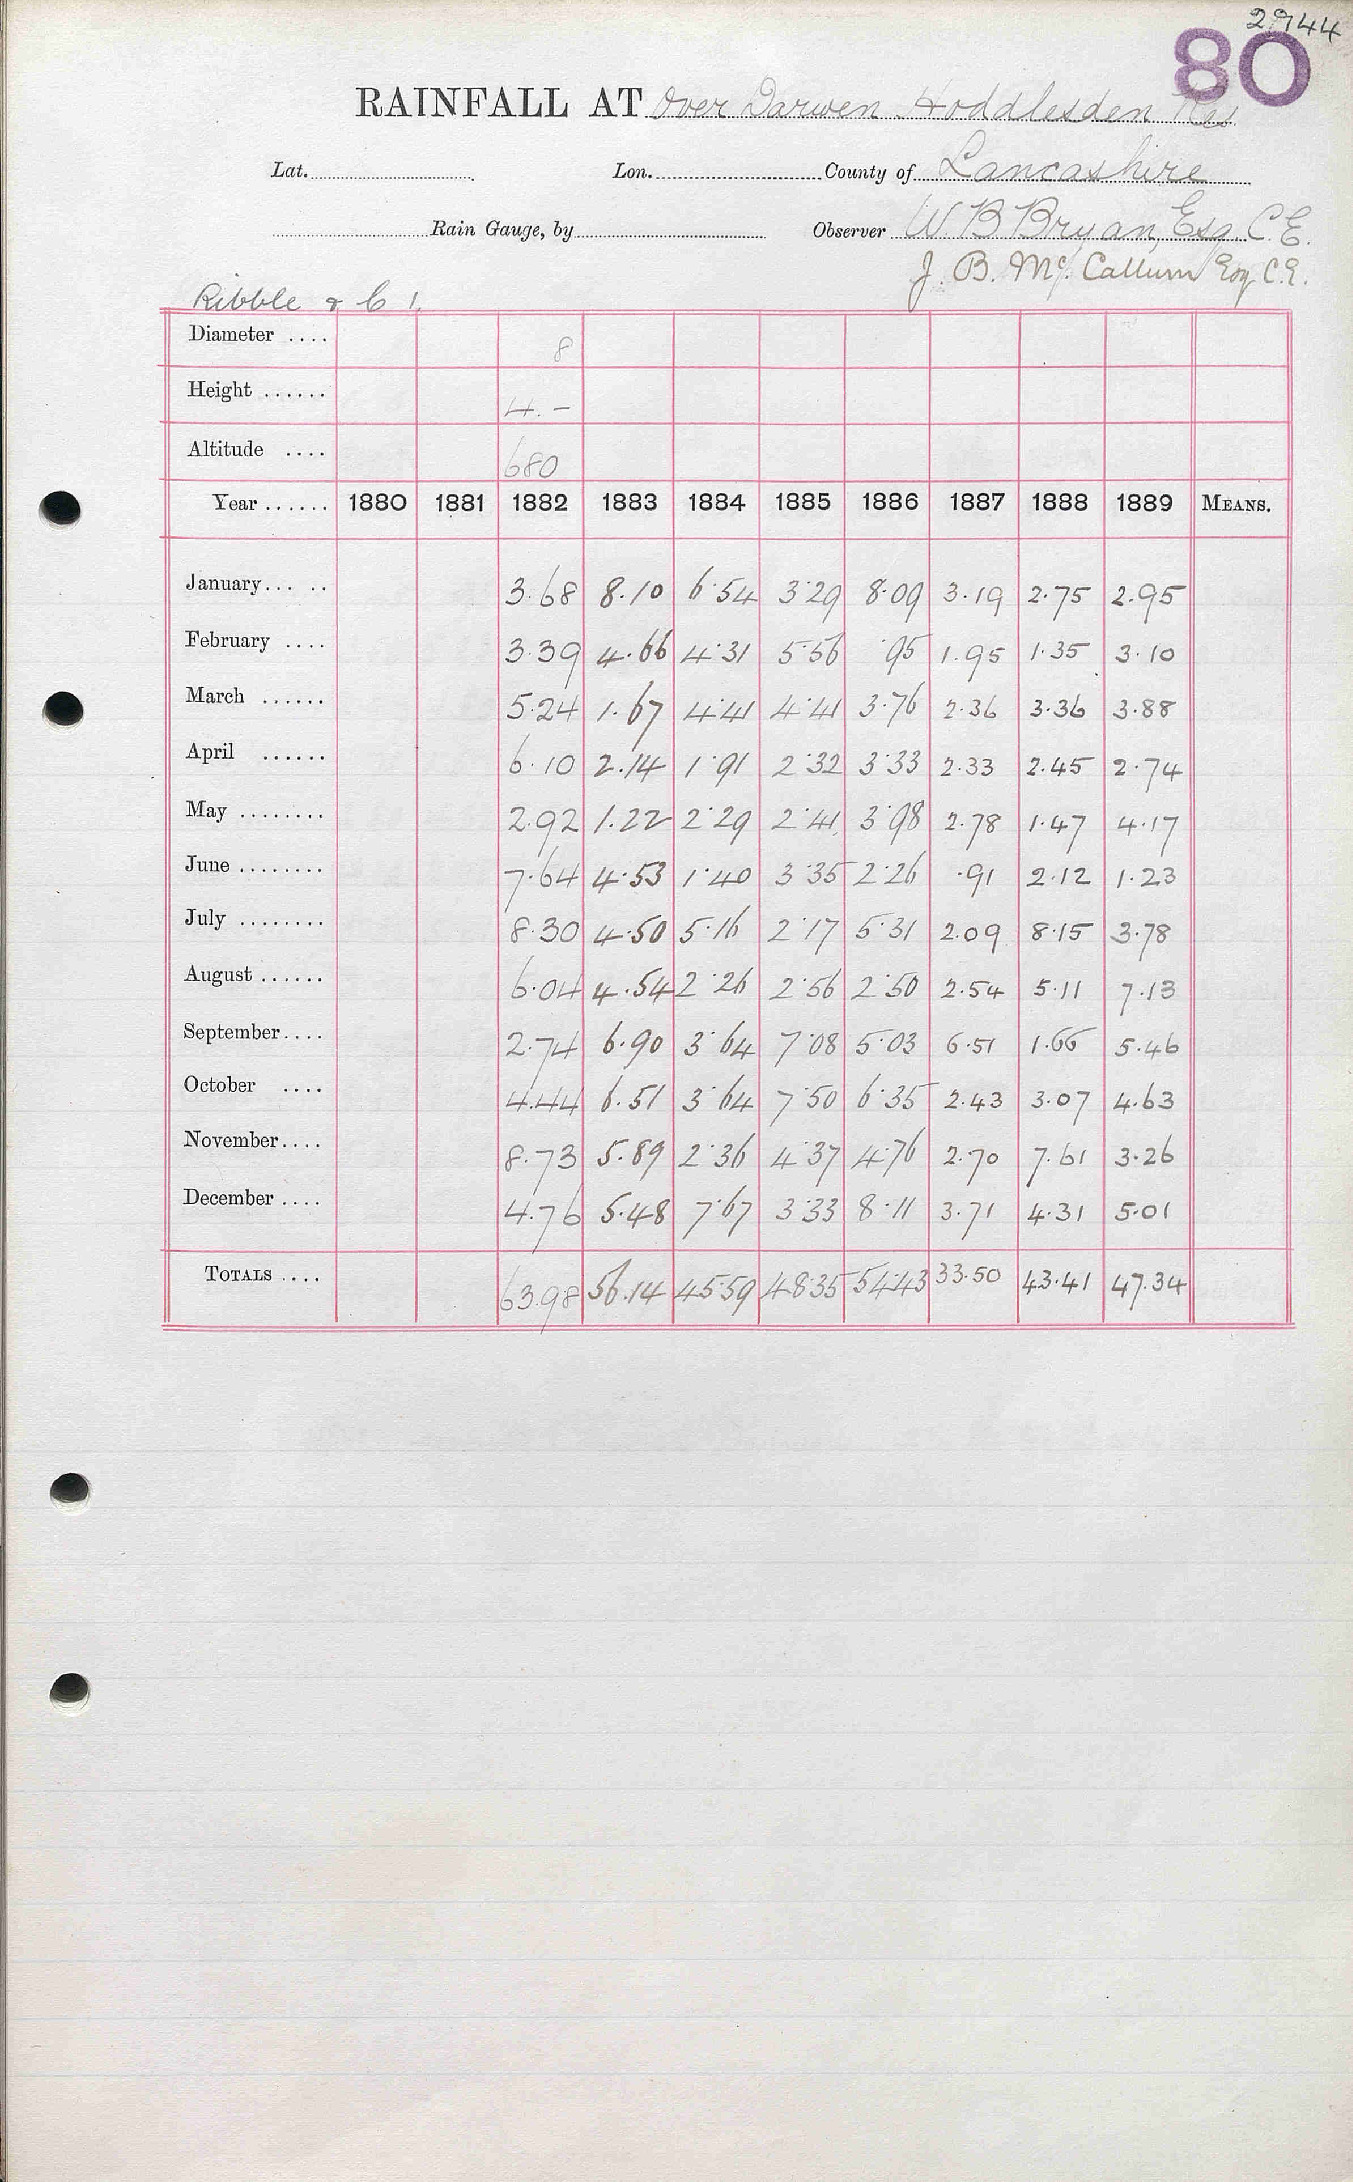 2944
80
RAINFALL AT Over Darwen Hoddlesden Res
Lat. Lon. County of Lancashire
Rain Gauge, by Observer W B Bryan, Esq. C.E.
J. B. Mc. Callum Esq C.E.
Ribble &
Diameter .... 8
Height ...... 4. –
Altitude .... 680
Year ...... 1880 1881 1882 1883 1884 1885 1886 1887 1888 1889 MEANS.
January... .. 3.68 8.10 6.54 3.29 8.09 3.19 2.75 2.95
February .... 3.39 4.66 4.31 5.56 .95 1.95 1.35 3.10
March ...... 5.24 1.67 4.41 4.41 3.76 2.36 3.36 3.88
April ...... 6.10 2.14 1.91 2.32 3.33 2.33 2.45 2.74
May ........ 2.92 1.22 2.29 2.41 3.98 2.78 1.47 4.17
June ........ 7.64 4.53 1.40 3.35 2.26 .91 2.12 1.23
July ........ 8.30 4.50 5.16 2.17 5.31 2.09 8.15 3.78
August ...... 6.04 4.54 2.26 2.56 2.50 2.54 5.11 7.13
September.... 2.74 6.90 3.64 7.08 5.03 6.51 1.66 5.46
October .... 4.44 6.51 3.64 7.50 6.35 2.43 3.07 4.63
November.... 8.73 5.89 2.36 4.37 4.76 2.70 7.61 3.26
December .... 4.76 5.48 7.67 3.33 8.11 3.71 4.31 5.01
TOTALS .... 63.98 56.14 45.59 48.35 54.43 33.50 43.41 47.34